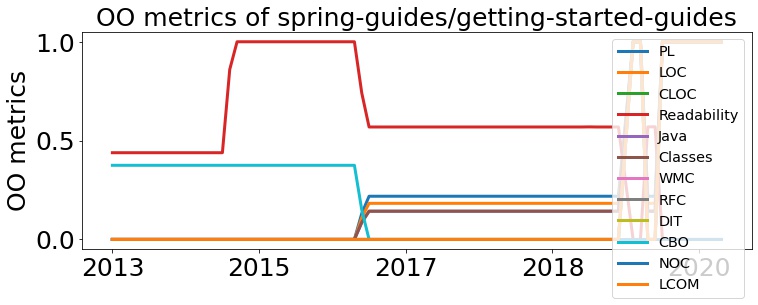 OO metrics of spring-guides/getting-started-guides
OO metrics
1.0
0.5
0.0
2013
2015
2017
2018
2020
PL
LOC
CLOC
Readability
Java
Classes
WMC
RFC
DIT
CBO
NOC
LCOM